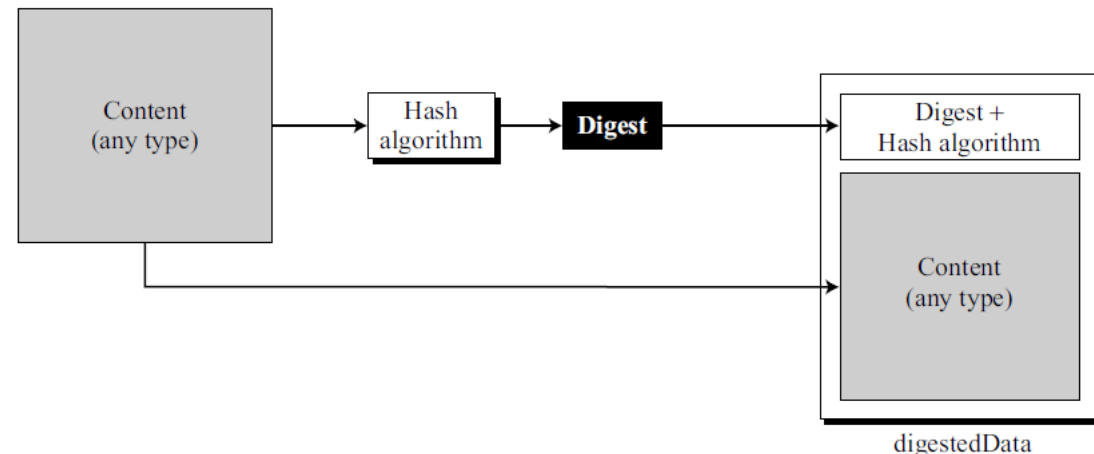 Content
(any type)
Hash
algorithm
Digest
Digest +
Hash algorithm
Content
(any type)
digestedData